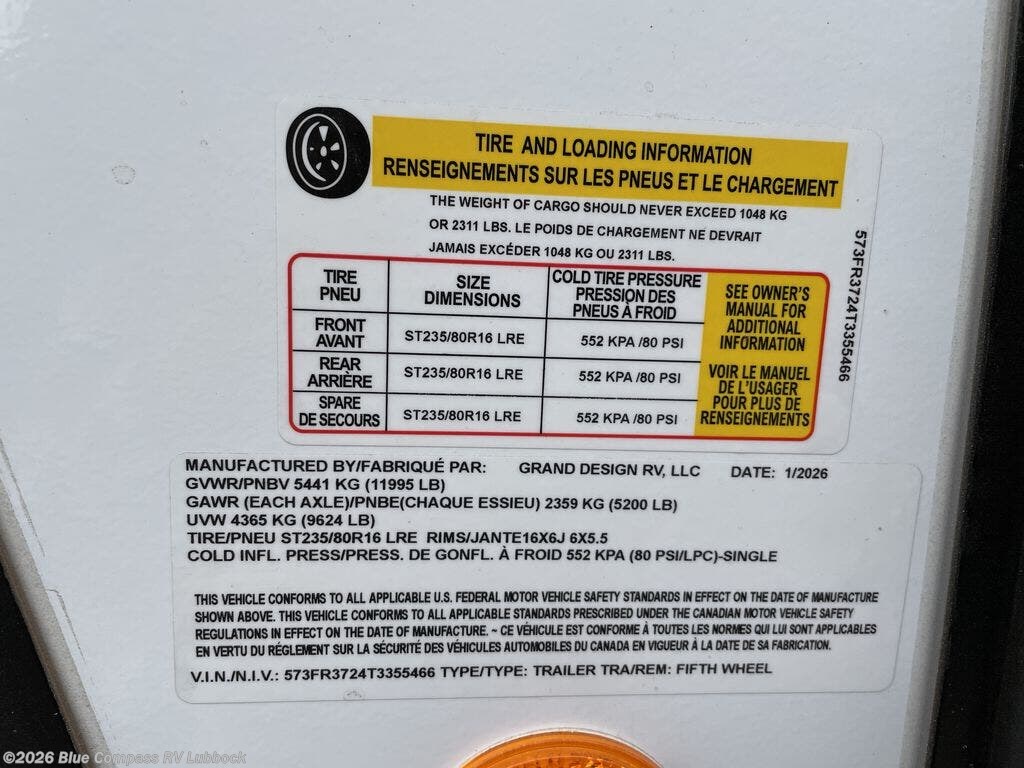 TIRE AND LOADING INFORMATION
RENSEIGNEMENTS SUR LES PNEUS ET LE CHARGEMENT
THE WEIGHT OF CARGO SHOULD NEVER EXCEED 1048 KG
OR 2311 LBS. LE POIDS DE CHARGEMENT NE DEVRAIT
JAMAIS EXCÉDER 1048 KG OU 2311 LBS.
TIRE
PNEU
SIZE
DIMENSIONS
COLD TIRE PRESSURE
PRESSION DES
PNEUS À FROID
FRONT
AVANT
ST235/80R16 LRE
552 KPA /80 PSI
REAR
ARRIÈRE
ST235/80R16 LRE
552 KPA /80 PSI
SPARE
DE SECOURS
ST235/80R16 LRE
552 KPA /80 PSI
SEE OWNER'S
MANUAL FOR
ADDITIONAL
INFORMATION
VOIR LE MANUEL
DE L'USAGER
POUR PLUS DE
RENSEIGNEMENTS
573FR3724T3355466
MANUFACTURED BY/FABRIQUÉ PAR: GRAND DESIGN RV, LLC DATE: 1/2026
GVWR/PNBV 5441 KG (11995 LB)
GAWR (EACH AXLE)/PNBE(CHAQUE ESSIEU) 2359 KG (5200 LB)
UVW 4365 KG (9624 LB)
TIRE/PNEU ST235/80R16 LRE RIMS/JANTE16X6J 6X5.5
COLD INFL. PRESS/PRESS. DE GONFL. À FROID 552 KPA (80 PSI/LPC)-SINGLE
THIS VEHICLE CONFORMS TO ALL APPLICABLE U.S. FEDERAL MOTOR VEHICLE SAFETY STANDARDS IN EFFECT ON THE DATE OF MANUFACTURE
SHOWN ABOVE. THIS VEHICLE CONFORMS TO ALL APPLICABLE STANDARDS PRESCRIBED UNDER THE CANADIAN MOTOR VEHICLE SAFETY
REGULATIONS IN EFFECT ON THE DATE OF MANUFACTURE. ~ CE VÉHICULE EST CONFORME À TOUTES LES NORMES QUI LUI SONT APPLICABLES
EN VERTU DU RÉGLEMENT SUR LA SÉCURITÉ DES VÉHICULES AUTOMOBILES DU CANADA EN VIGUEUR À LA DATE DE SA FABRICATION.
V.I.N./N.I.V.: 573FR3724T3355466 TYPE/TYPE: TRAILER TRA/REM: FIFTH WHEEL
©2026 Blue Compass RV Lubbock